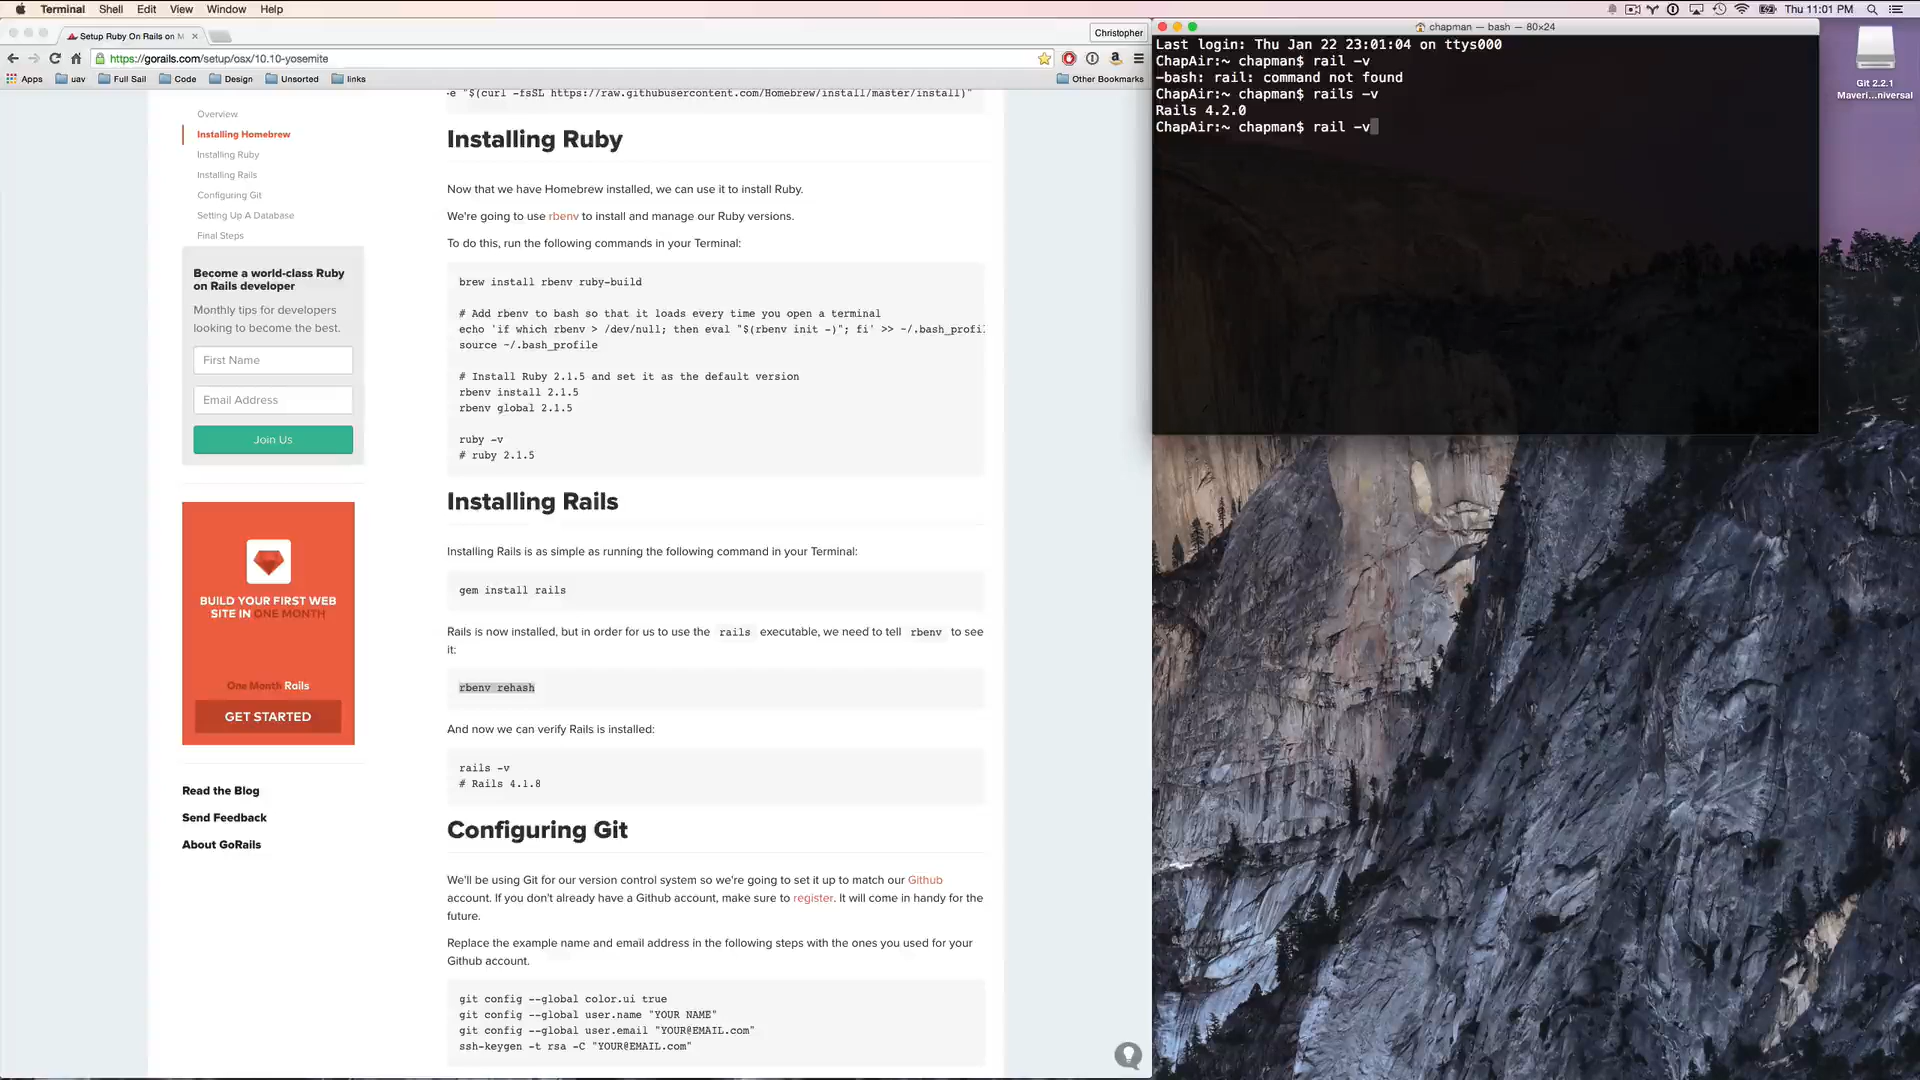 Terminal Shell Edit View Window Help
Thu 11:01 PM
Setup Ruby On Rails on M
Christopher
https://gorails.com/setup/osx/10.10-yosemite
Apps uav Full Sail Code Design Unsorted links Other Bookmarks
Overview
Installing Homebrew
Installing Ruby
Installing Rails
Configuring Git
Setting Up A Database
Final Steps
Become a world-class Ruby
on Rails developer
Monthly tips for developers
looking to become the best.
First Name
Email Address
Join Us
BUILD YOUR FIRST WEB
SITE IN ONE MONTH
One Month Rails
GET STARTED
Read the Blog
Send Feedback
About GoRails
e "$(curl -fsSL https://raw.githubusercontent.com/Homebrew/install/master/install)"
Installing Ruby
Now that we have Homebrew installed, we can use it to install Ruby.
We're going to use rbenv to install and manage our Ruby versions.
To do this, run the following commands in your Terminal:
brew install rbenv ruby-build
# Add rbenv to bash so that it loads every time you open a terminal
echo 'if which rbenv > /dev/null; then eval "$(rbenv init -)"; fi' >> ~/.bash_profil
source ~/.bash_profile
# Install Ruby 2.1.5 and set it as the default version
rbenv install 2.1.5
rbenv global 2.1.5
ruby -v
# ruby 2.1.5
Installing Rails
Installing Rails is as simple as running the following command in your Terminal:
gem install rails
Rails is now installed, but in order for us to use the rails executable, we need to tell rbenv to see
it:
rbenv rehash
And now we can verify Rails is installed:
rails -v
# Rails 4.1.8
Configuring Git
We'll be using Git for our version control system so we're going to set it up to match our Github
account. If you don't already have a Github account, make sure to register. It will come in handy for the
future.
Replace the example name and email address in the following steps with the ones you used for your
Github account.
git config --global color.ui true
git config --global user.name "YOUR NAME"
git config --global user.email "YOUR@EMAIL.com"
ssh-keygen -t rsa -C "YOUR@EMAIL.com"
chapman — bash — 80×24
Last login: Thu Jan 22 23:01:04 on ttys000
ChapAir:~ chapman$ rail -v
-bash: rail: command not found
ChapAir:~ chapman$ rails -v
Rails 4.2.0
ChapAir:~ chapman$ rail -v
Git 2.2.1
Maveri...niversal